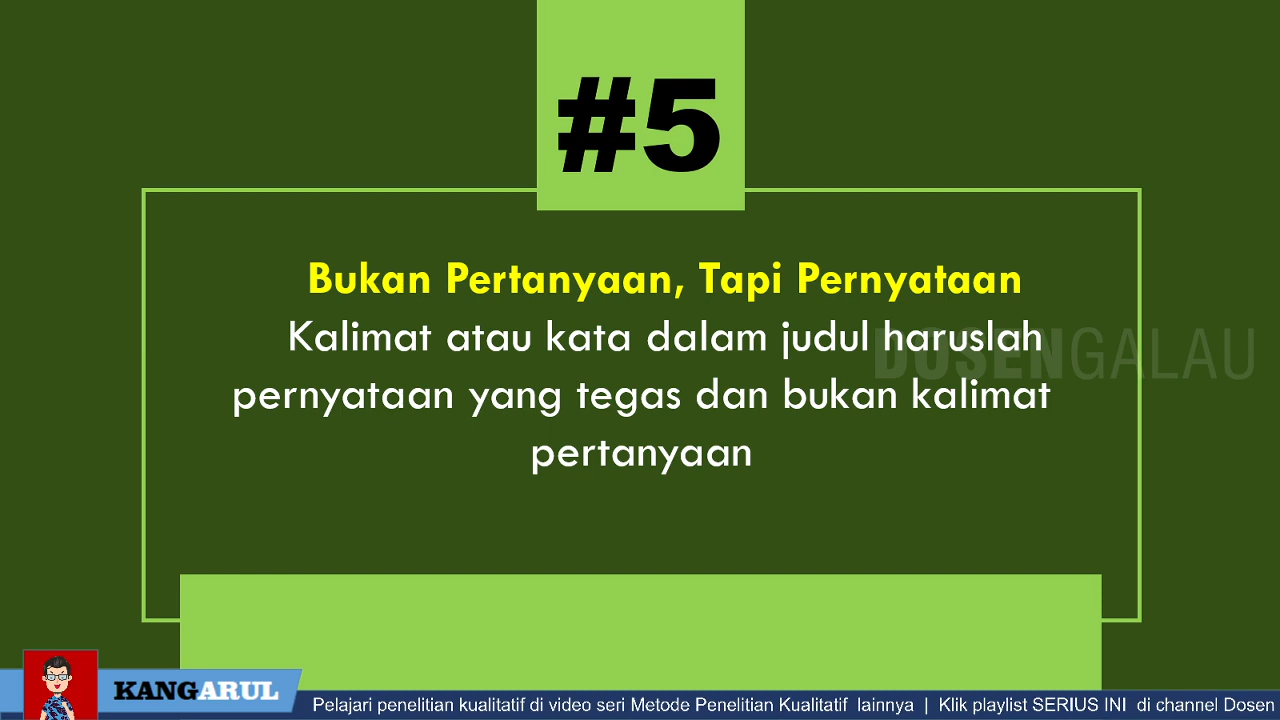 #5
Bukan Pertanyaan, Tapi Pernyataan
Kalimat atau kata dalam judul haruslah
DOSENGALAU
pernyataan yang tegas dan bukan kalimat
pertanyaan
KANGARUL
Pelajari penelitian kualitatif di video seri Metode Penelitian Kualitatif lainnya | Klik playlist SERIUS INI di channel Dosen